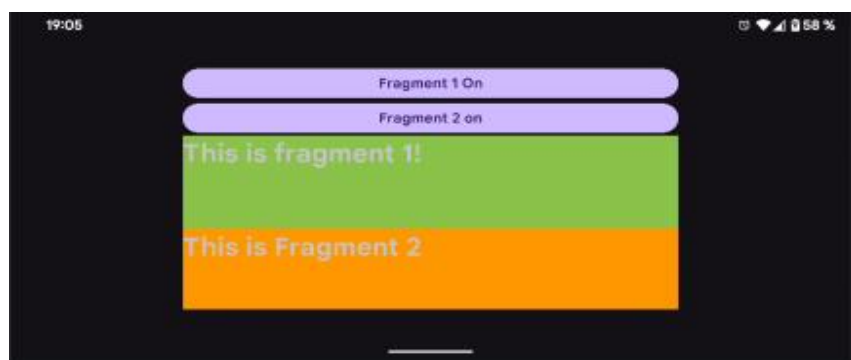 19:05 58 %
Fragment 1 On
Fragment 2 on
This is fragment 1!
This is Fragment 2